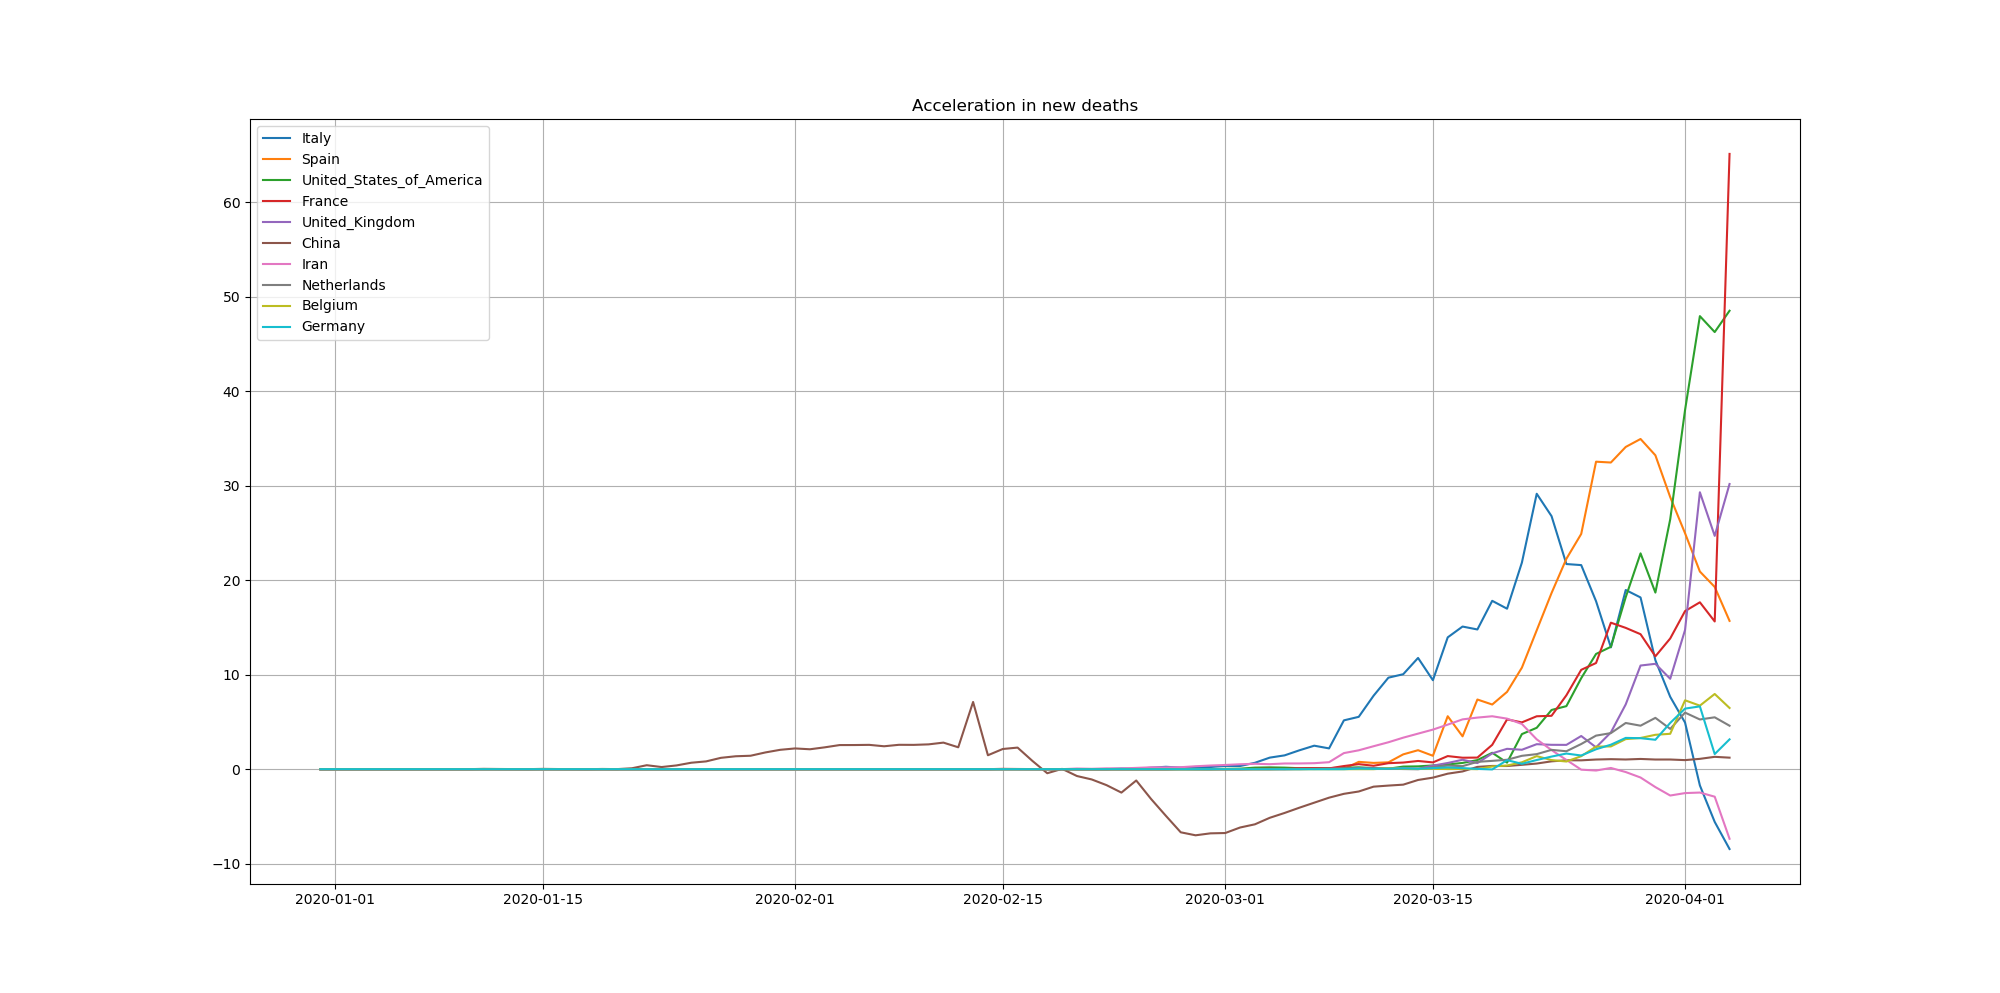 Acceleration in new deaths
Italy
Spain
United_States_of_America
France
United_Kingdom
China
Iran
Netherlands
Belgium
Germany
60
50
40
30
20
10
0
−10
2020-01-01 2020-01-15 2020-02-01 2020-02-15 2020-03-01 2020-03-15 2020-04-01